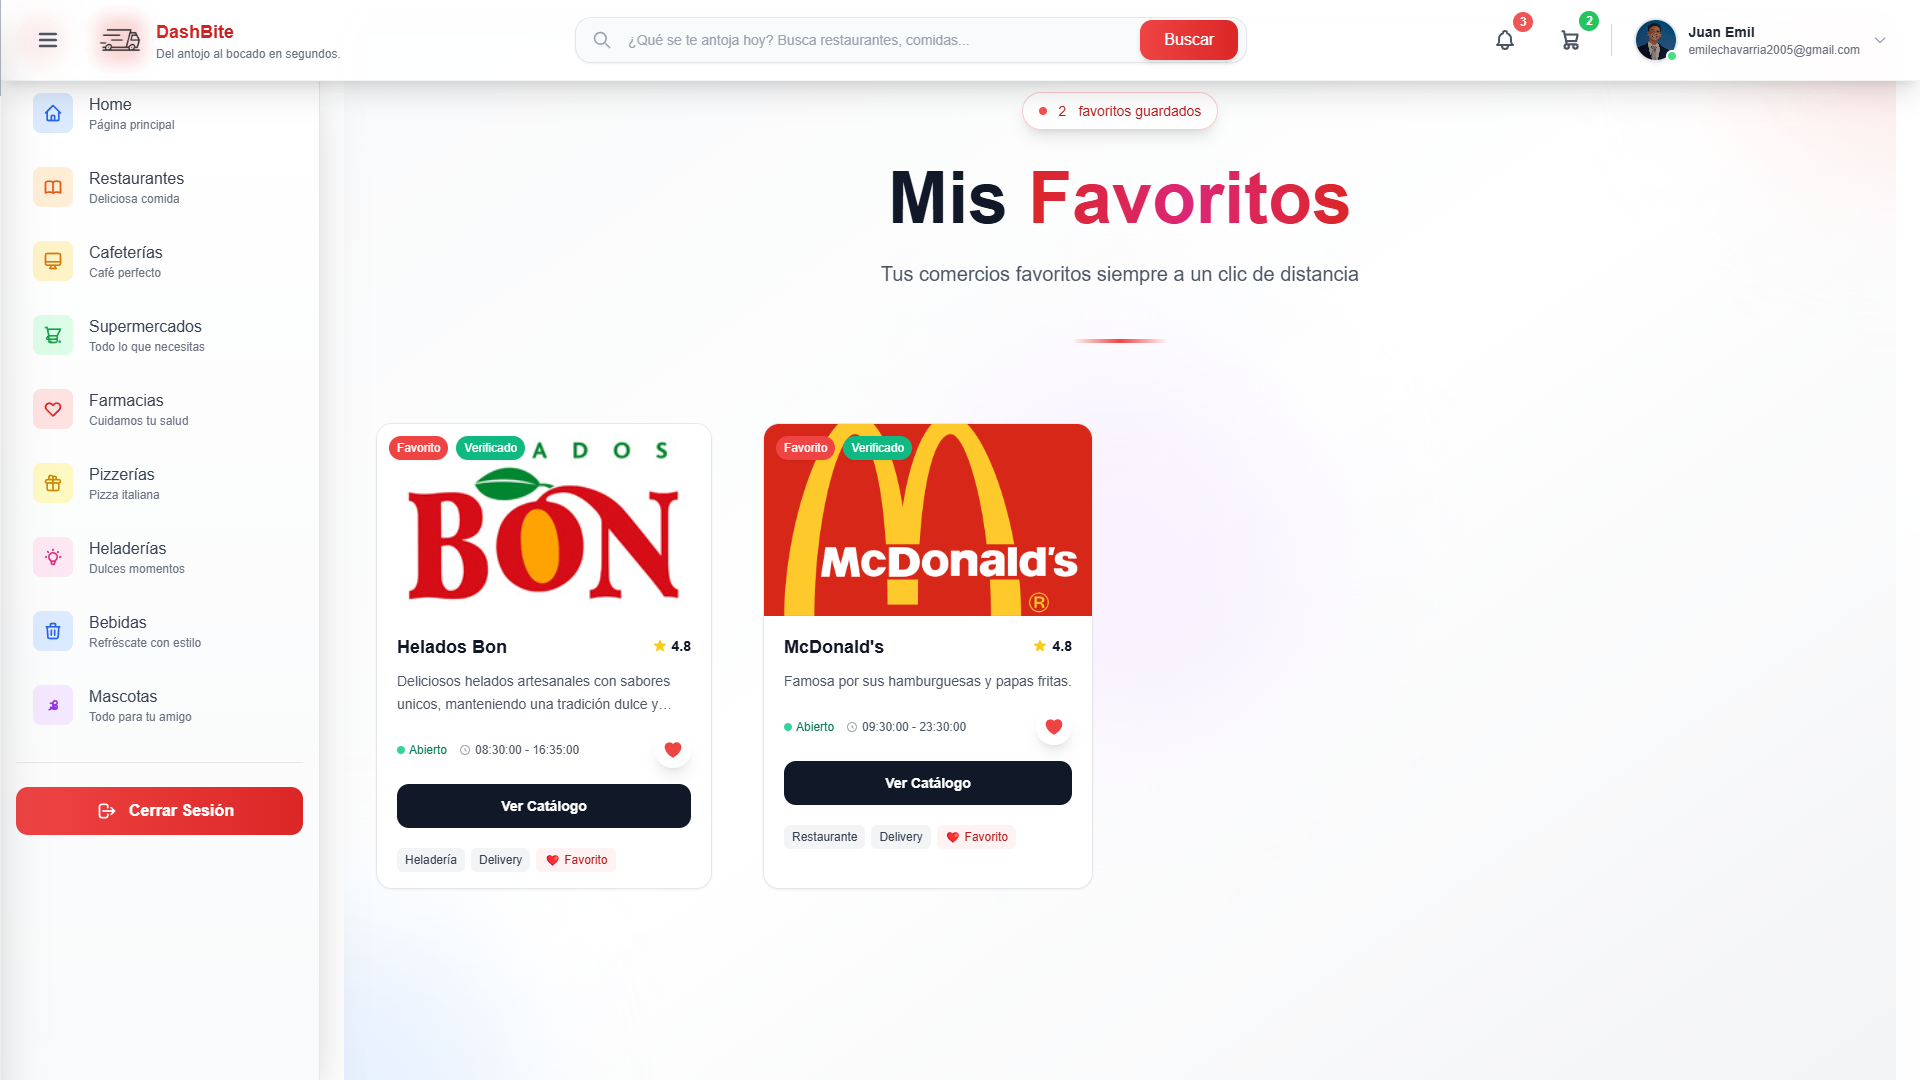 DashBite
Del antojo al bocado en segundos.
¿Qué se te antoja hoy? Busca restaurantes, comidas...
Buscar
3
2
Juan Emil
emilechavarria2005@gmail.com
Home
Página principal
Restaurantes
Deliciosa comida
Cafeterías
Café perfecto
Supermercados
Todo lo que necesitas
Farmacias
Cuidamos tu salud
Pizzerías
Pizza italiana
Heladerías
Dulces momentos
Bebidas
Refréscate con estilo
Mascotas
Todo para tu amigo
Cerrar Sesión
2 favoritos guardados
Mis Favoritos
Tus comercios favoritos siempre a un clic de distancia
Favorito
Verificado
ADOS
BON
Helados Bon
4.8
Deliciosos helados artesanales con sabores
unicos, manteniendo una tradición dulce y…
Abierto
08:30:00 - 16:35:00
Ver Catálogo
Heladería
Delivery
Favorito
Favorito
Verificado
McDonald's
®
McDonald's
4.8
Famosa por sus hamburguesas y papas fritas.
Abierto
09:30:00 - 23:30:00
Ver Catálogo
Restaurante
Delivery
Favorito